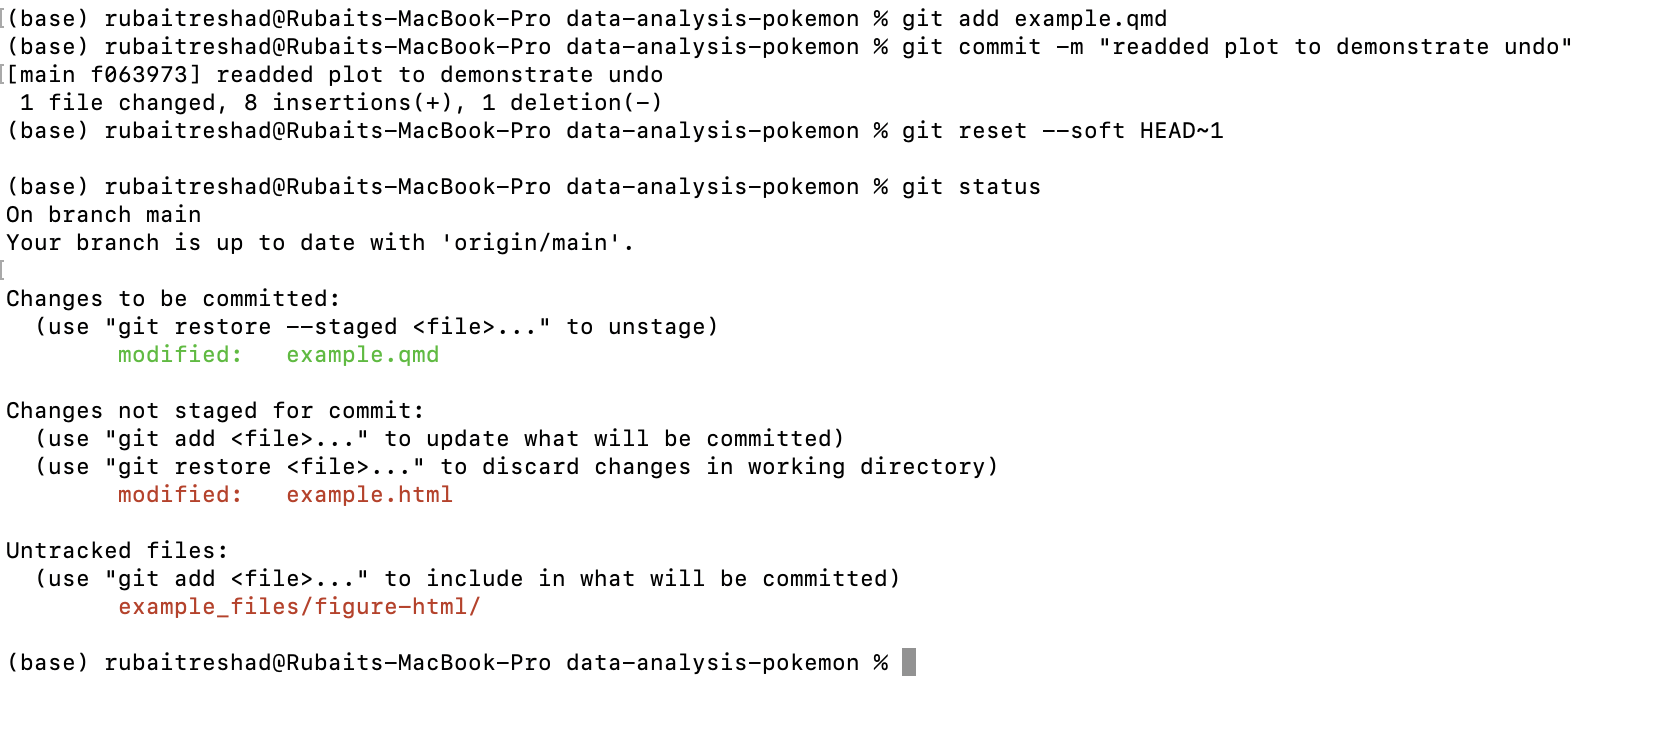 (base) rubaitreshad@Rubaits-MacBook-Pro data-analysis-pokemon % git add example.qmd
(base) rubaitreshad@Rubaits-MacBook-Pro data-analysis-pokemon % git commit -m "readded plot to demonstrate undo"
[main f063973] readded plot to demonstrate undo
 1 file changed, 8 insertions(+), 1 deletion(-)
(base) rubaitreshad@Rubaits-MacBook-Pro data-analysis-pokemon % git reset --soft HEAD~1
(base) rubaitreshad@Rubaits-MacBook-Pro data-analysis-pokemon % git status
On branch main
Your branch is up to date with 'origin/main'.
Changes to be committed:
  (use "git restore --staged <file>..." to unstage)
        modified:   example.qmd
Changes not staged for commit:
  (use "git add <file>..." to update what will be committed)
  (use "git restore <file>..." to discard changes in working directory)
        modified:   example.html
Untracked files:
  (use "git add <file>..." to include in what will be committed)
        example_files/figure-html/
(base) rubaitreshad@Rubaits-MacBook-Pro data-analysis-pokemon %